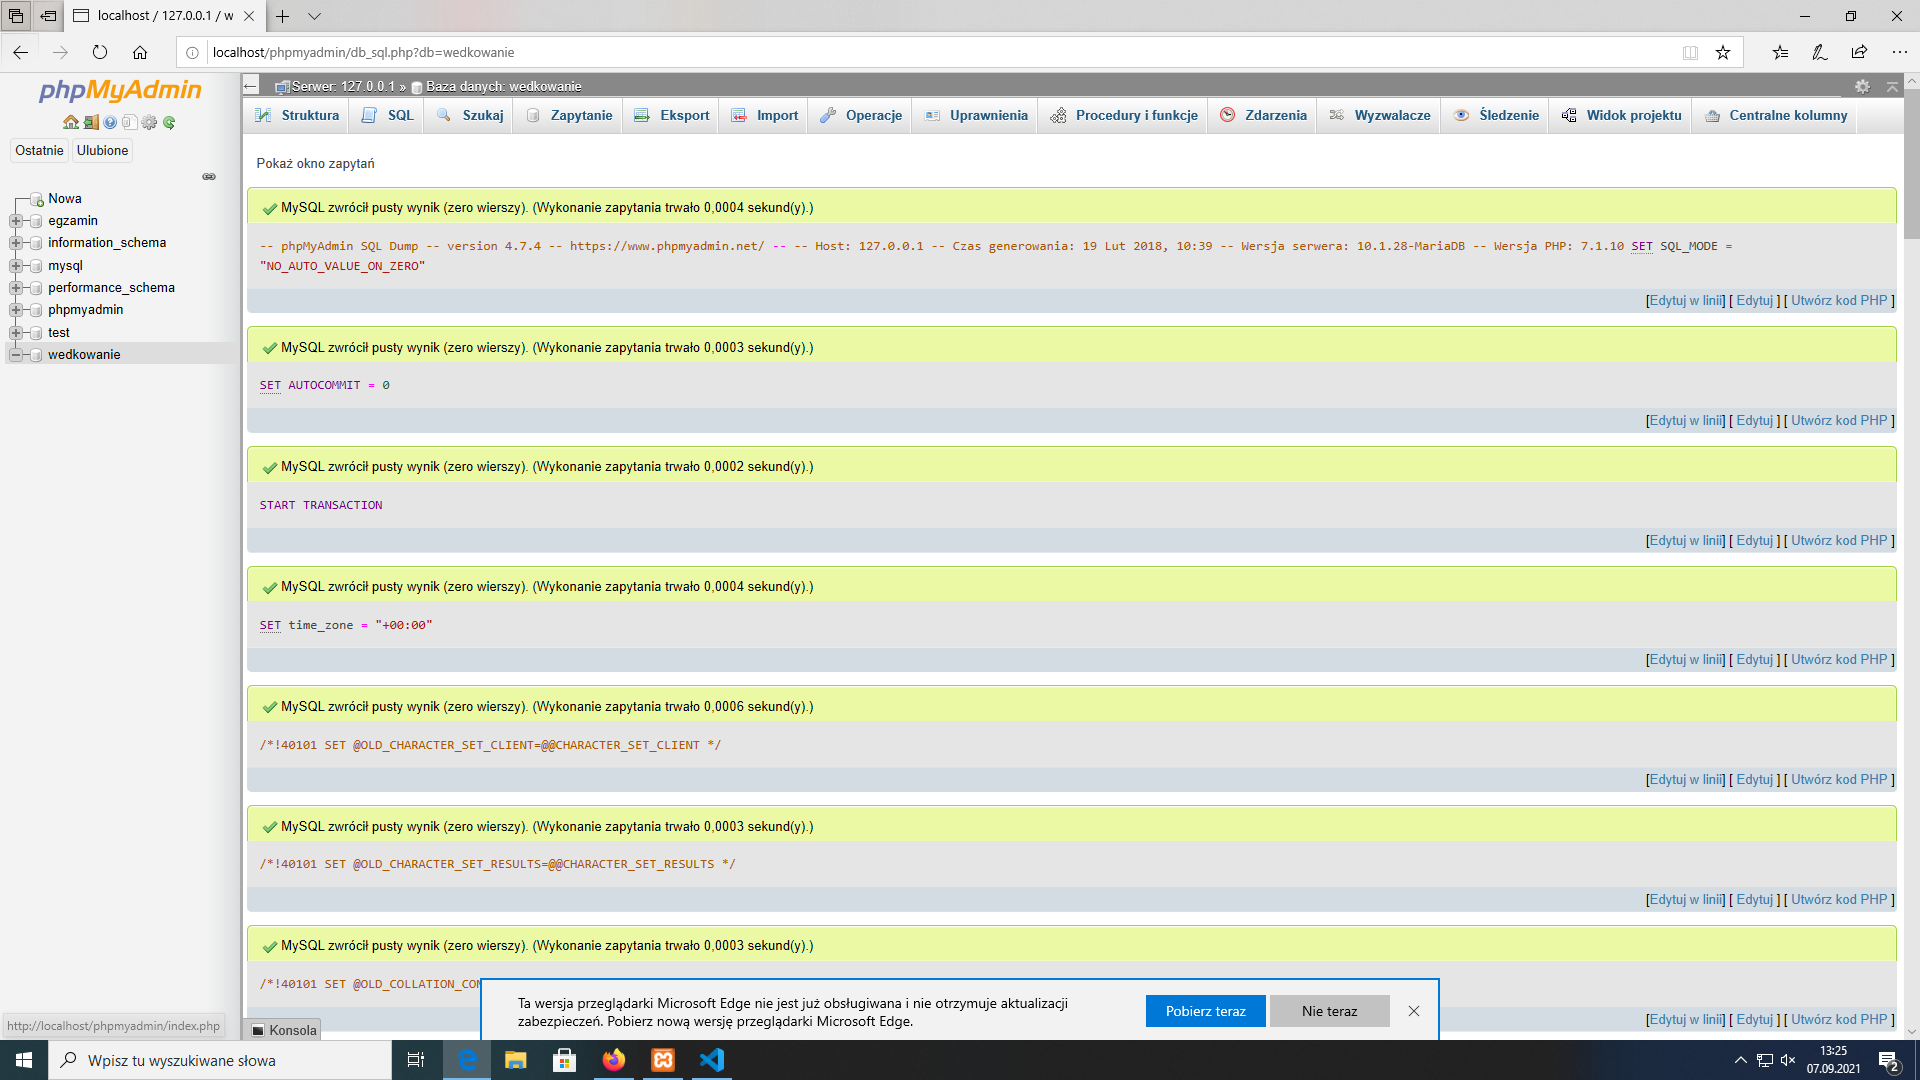 localhost / 127.0.0.1 / w
localhost/phpmyadmin/db_sql.php?db=wedkowanie
phpMyAdmin
Ostatnie
Ulubione
Nowa
egzamin
information_schema
mysql
performance_schema
phpmyadmin
test
wedkowanie
http://localhost/phpmyadmin/index.php
Serwer: 127.0.0.1 » Baza danych: wedkowanie
Struktura SQL Szukaj Zapytanie Eksport Import Operacje Uprawnienia Procedury i funkcje Zdarzenia Wyzwalacze Śledzenie Widok projektu Centralne kolumny
Pokaż okno zapytań
MySQL zwrócił pusty wynik (zero wierszy). (Wykonanie zapytania trwało 0,0004 sekund(y).)
-- phpMyAdmin SQL Dump -- version 4.7.4 -- https://www.phpmyadmin.net/ -- -- Host: 127.0.0.1 -- Czas generowania: 19 Lut 2018, 10:39 -- Wersja serwera: 10.1.28-MariaDB -- Wersja PHP: 7.1.10 SET SQL_MODE =
"NO_AUTO_VALUE_ON_ZERO"
[Edytuj w linii] [ Edytuj ] [ Utwórz kod PHP ]
MySQL zwrócił pusty wynik (zero wierszy). (Wykonanie zapytania trwało 0,0003 sekund(y).)
SET AUTOCOMMIT = 0
[Edytuj w linii] [ Edytuj ] [ Utwórz kod PHP ]
MySQL zwrócił pusty wynik (zero wierszy). (Wykonanie zapytania trwało 0,0002 sekund(y).)
START TRANSACTION
[Edytuj w linii] [ Edytuj ] [ Utwórz kod PHP ]
MySQL zwrócił pusty wynik (zero wierszy). (Wykonanie zapytania trwało 0,0004 sekund(y).)
SET time_zone = "+00:00"
[Edytuj w linii] [ Edytuj ] [ Utwórz kod PHP ]
MySQL zwrócił pusty wynik (zero wierszy). (Wykonanie zapytania trwało 0,0006 sekund(y).)
/*!40101 SET @OLD_CHARACTER_SET_CLIENT=@@CHARACTER_SET_CLIENT */
[Edytuj w linii] [ Edytuj ] [ Utwórz kod PHP ]
MySQL zwrócił pusty wynik (zero wierszy). (Wykonanie zapytania trwało 0,0003 sekund(y).)
/*!40101 SET @OLD_CHARACTER_SET_RESULTS=@@CHARACTER_SET_RESULTS */
[Edytuj w linii] [ Edytuj ] [ Utwórz kod PHP ]
MySQL zwrócił pusty wynik (zero wierszy). (Wykonanie zapytania trwało 0,0003 sekund(y).)
/*!40101 SET @OLD_COLLATION_CON
[Edytuj w linii] [ Edytuj ] [ Utwórz kod PHP ]
Konsola
Ta wersja przeglądarki Microsoft Edge nie jest już obsługiwana i nie otrzymuje aktualizacji
zabezpieczeń. Pobierz nową wersję przeglądarki Microsoft Edge.
Pobierz teraz
Nie teraz
Wpisz tu wyszukiwane słowa
13:25
07.09.2021
2